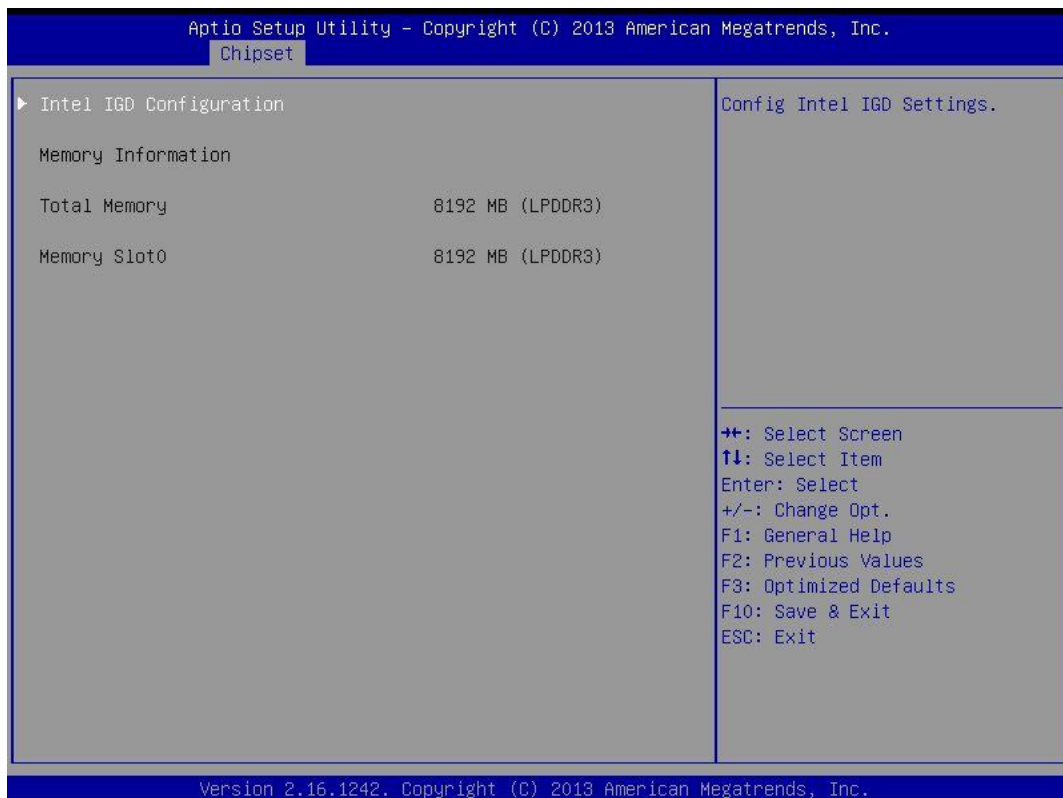 Aptio Setup Utility – Copyright (C) 2013 American Megatrends, Inc.
Chipset
▶ Intel IGD Configuration
Memory Information
Total Memory 8192 MB (LPDDR3)
Memory Slot0 8192 MB (LPDDR3)
Config Intel IGD Settings.
→←: Select Screen
↑↓: Select Item
Enter: Select
+/-: Change Opt.
F1: General Help
F2: Previous Values
F3: Optimized Defaults
F10: Save & Exit
ESC: Exit
Version 2.16.1242. Copyright (C) 2013 American Megatrends, Inc.